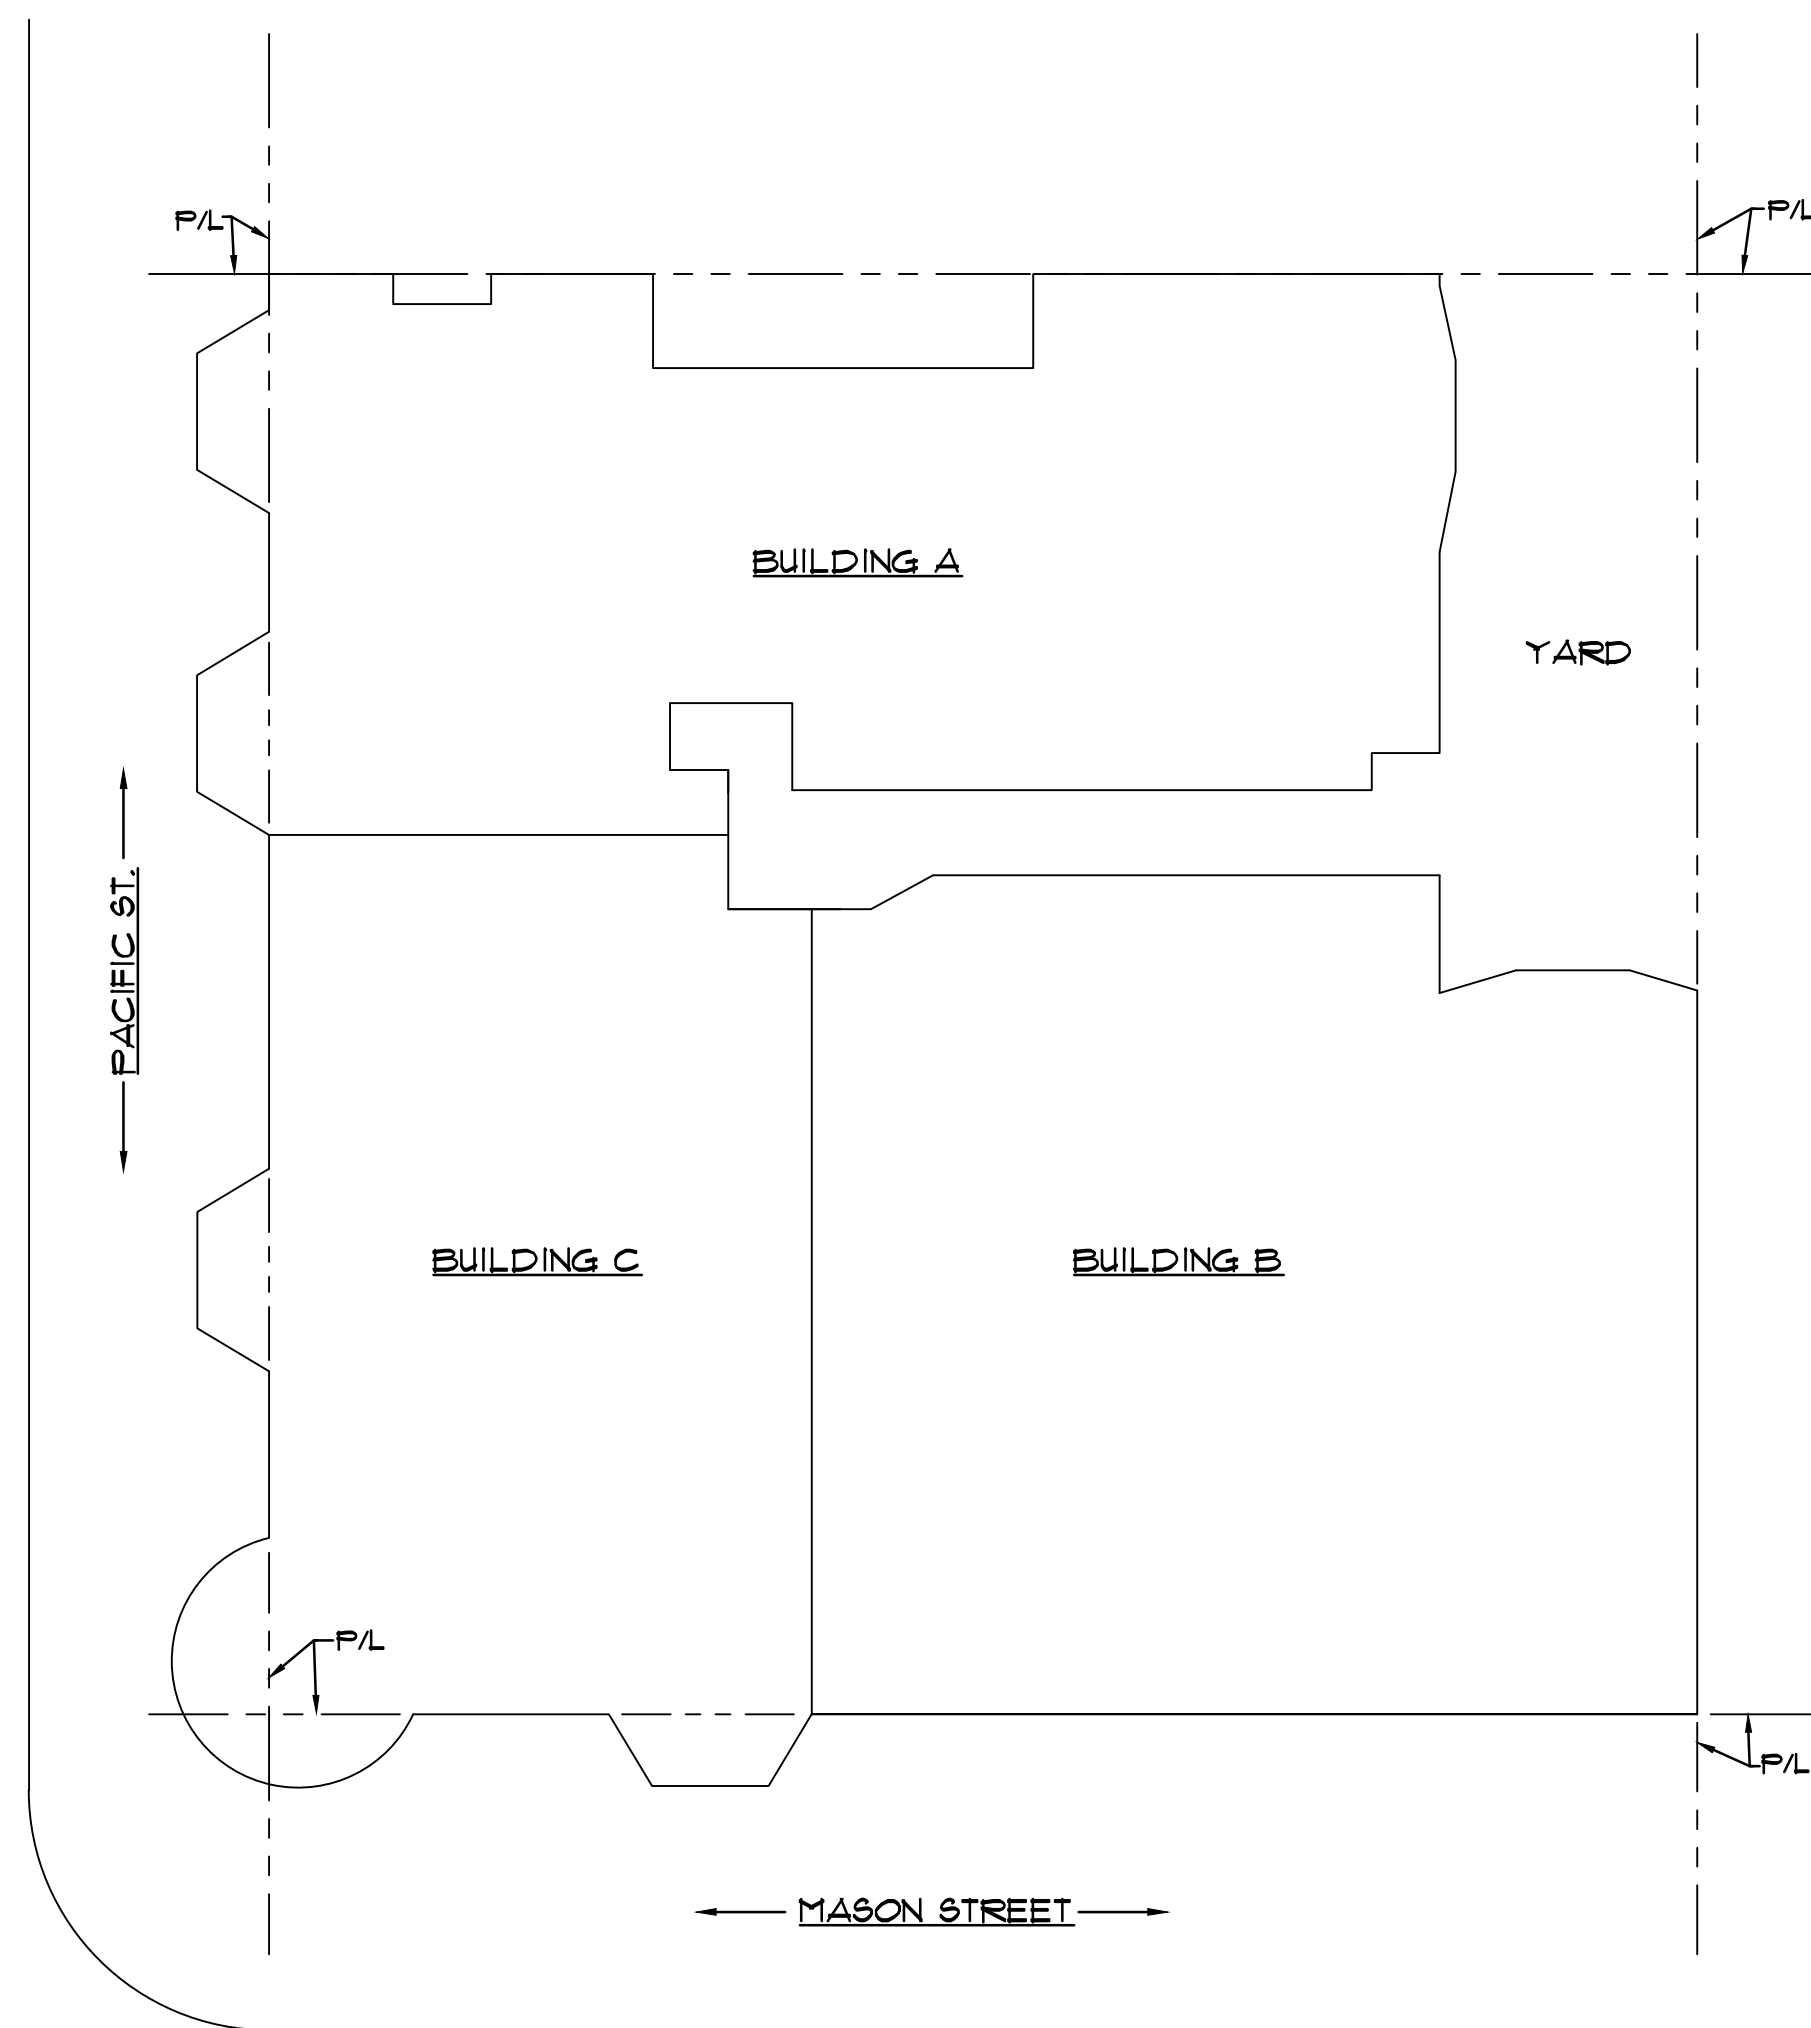 P/L
P/L
BUILDING A
YARD
PACIFIC ST.
BUILDING C
BUILDING B
P/L
P/L
MASON STREET